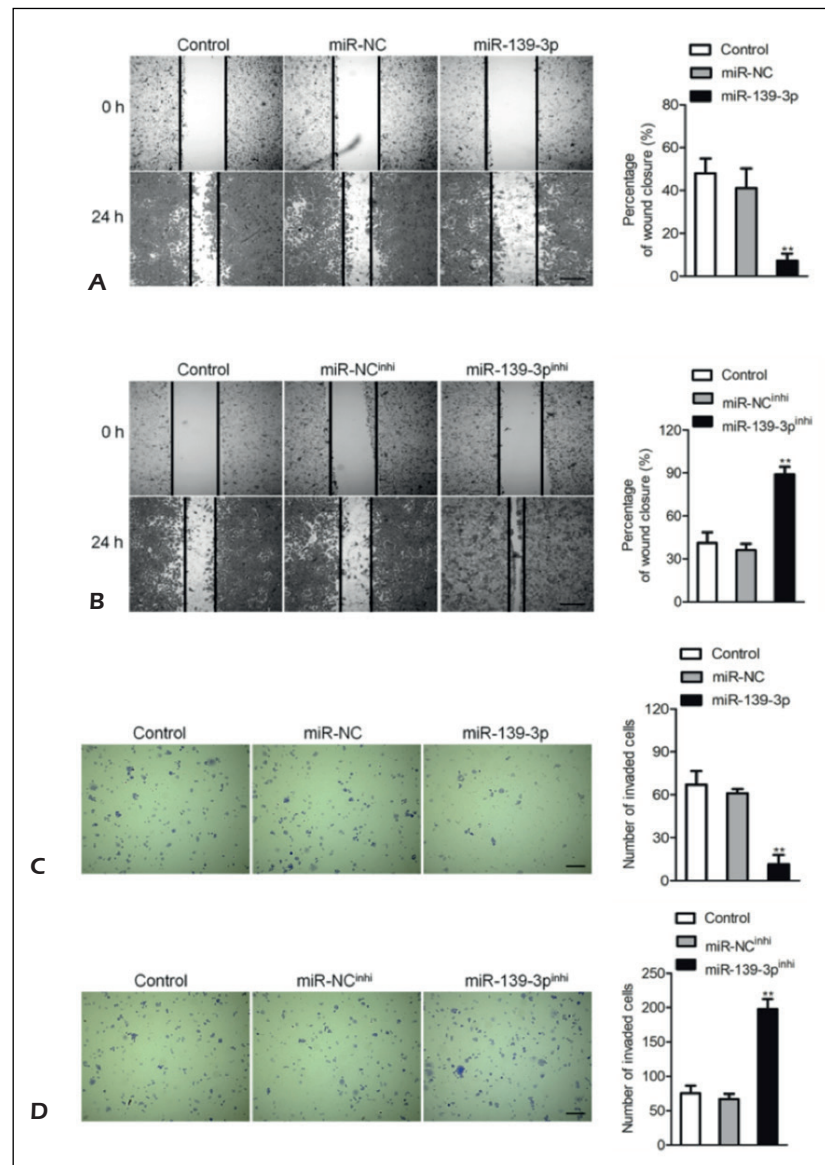 Control miR-NC miR-139-3p
0 h
24 h
A
Control
miR-NC
miR-139-3p
Percentage
of wound closure (%)
80
60
40
20
0
**
Control miR-NCinhi miR-139-3pinhi
0 h
24 h
B
Control
miR-NCinhi
miR-139-3pinhi
Percentage
of wound closure (%)
120
90
60
30
0
**
Control miR-NC miR-139-3p
C
Control
miR-NC
miR-139-3p
Number of invaded cells
120
90
60
30
0
**
Control miR-NCinhi miR-139-3pinhi
D
Control
miR-NCinhi
miR-139-3pinhi
Number of invaded cells
250
200
150
100
50
0
**